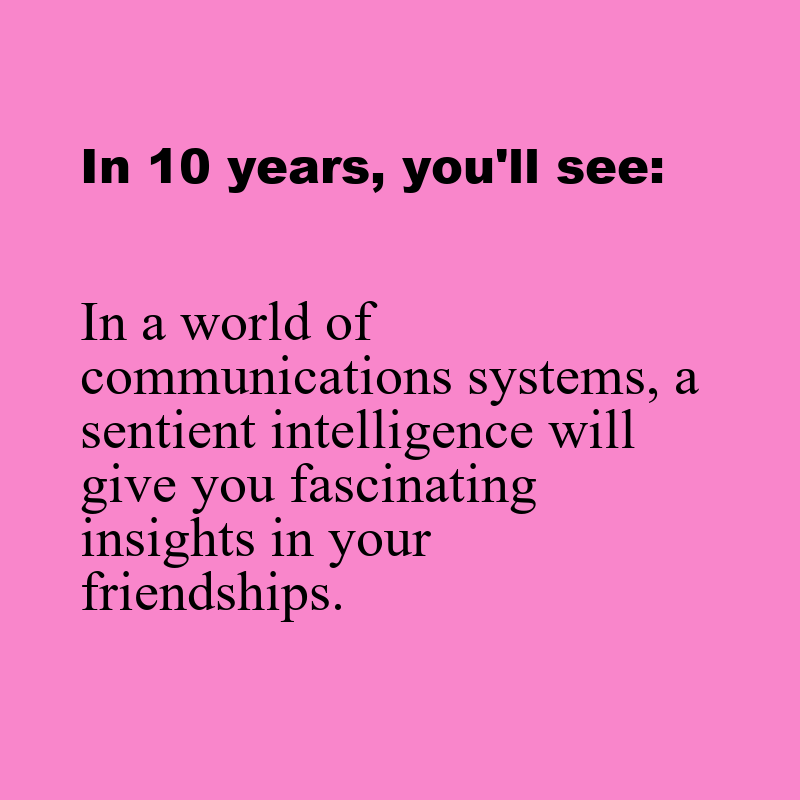 In 10 years, you'll see:
In a world of
communications systems, a
sentient intelligence will
give you fascinating
insights in your
friendships.